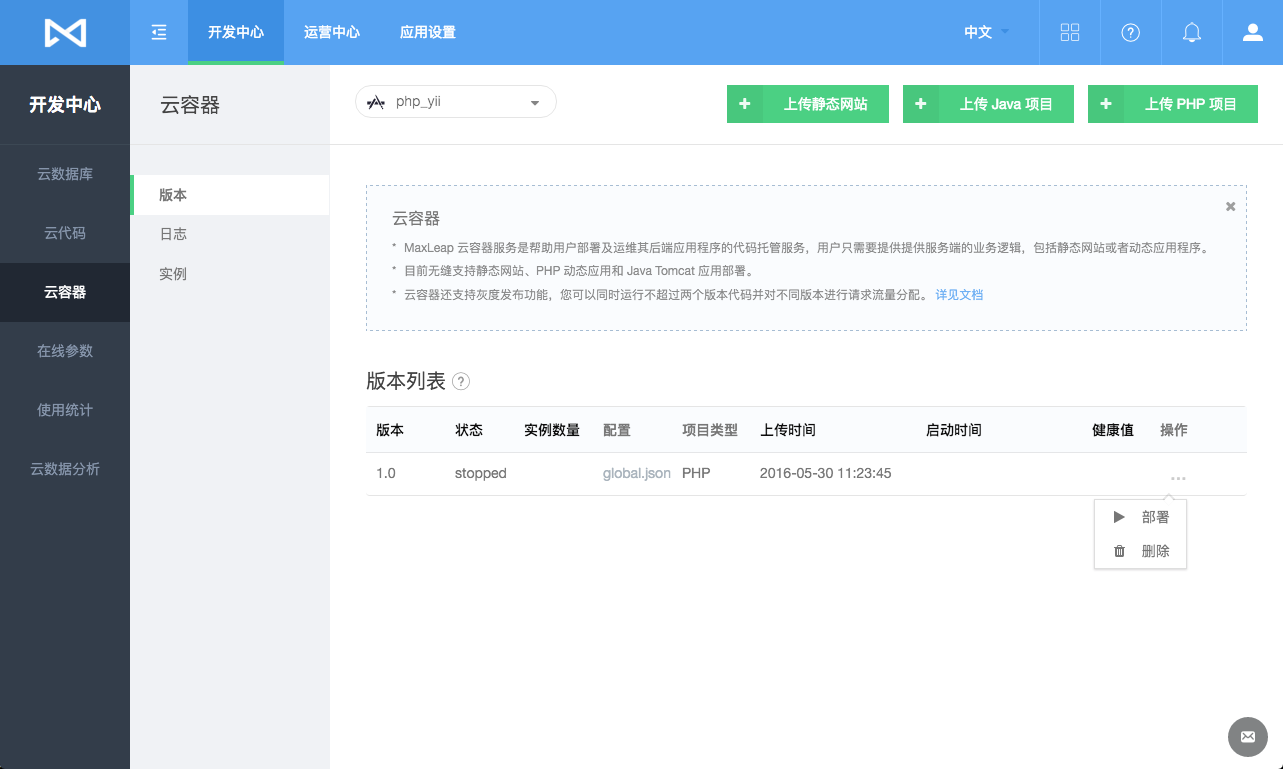 开发中心 运营中心 应用设置 中文
开发中心
云数据库
云代码
云容器
在线参数
使用统计
云数据分析
云容器
版本
日志
实例
php_yii
上传静态网站 上传 Java 项目 上传 PHP 项目
云容器
* MaxLeap 云容器服务是帮助用户部署及运维其后端应用程序的代码托管服务，用户只需要提供提供服务端的业务逻辑，包括静态网站或者动态应用程序。
* 目前无缝支持静态网站、PHP 动态应用和 Java Tomcat 应用部署。
* 云容器还支持灰度发布功能，您可以同时运行不超过两个版本代码并对不同版本进行请求流量分配。 详见文档
版本列表 ?
版本 状态 实例数量 配置 项目类型 上传时间 启动时间 健康值 操作
1.0 stopped global.json PHP 2016-05-30 11:23:45 ...
部署
删除